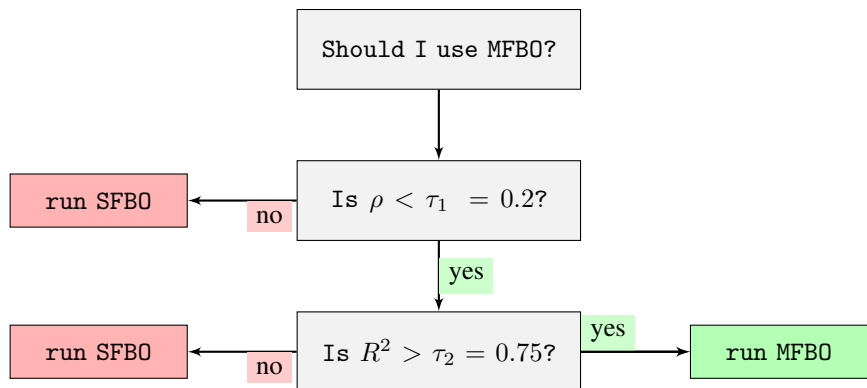 Should I use MFBO?
run SFBO
no
Is ρ < τ₁ = 0.2?
yes
run SFBO
no
Is R² > τ₂ = 0.75?
yes
run MFBO